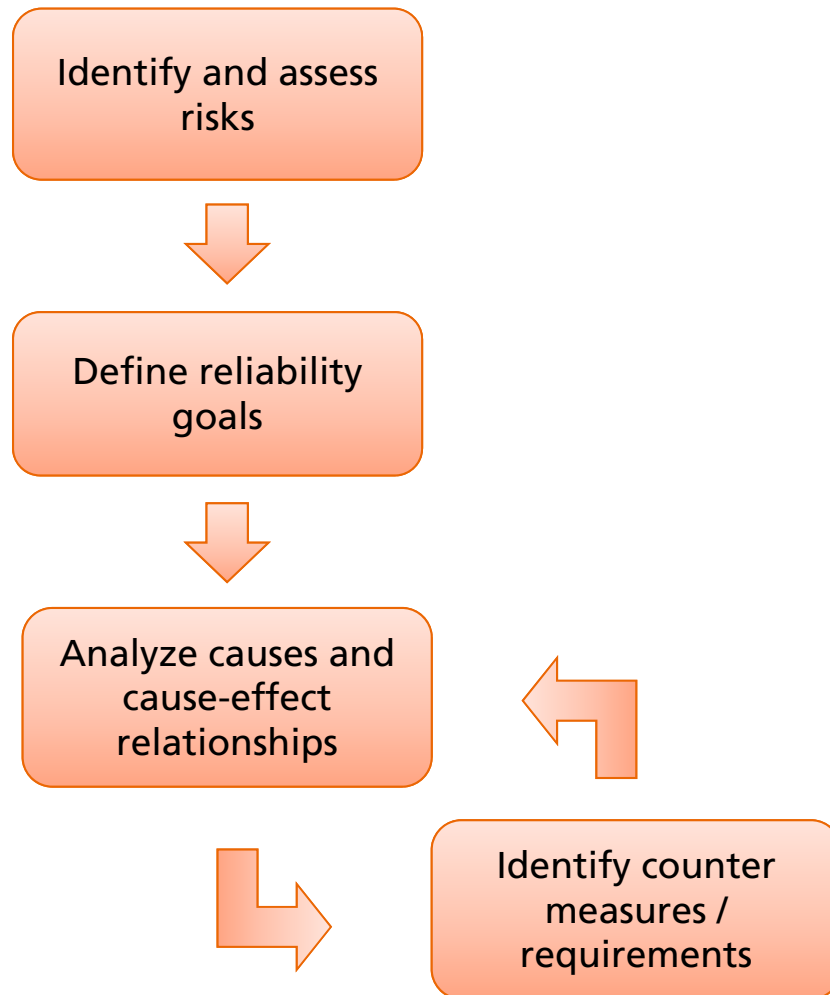 Identify and assess
risks
Define reliability
goals
Analyze causes and
cause-effect
relationships
Identify counter
measures /
requirements